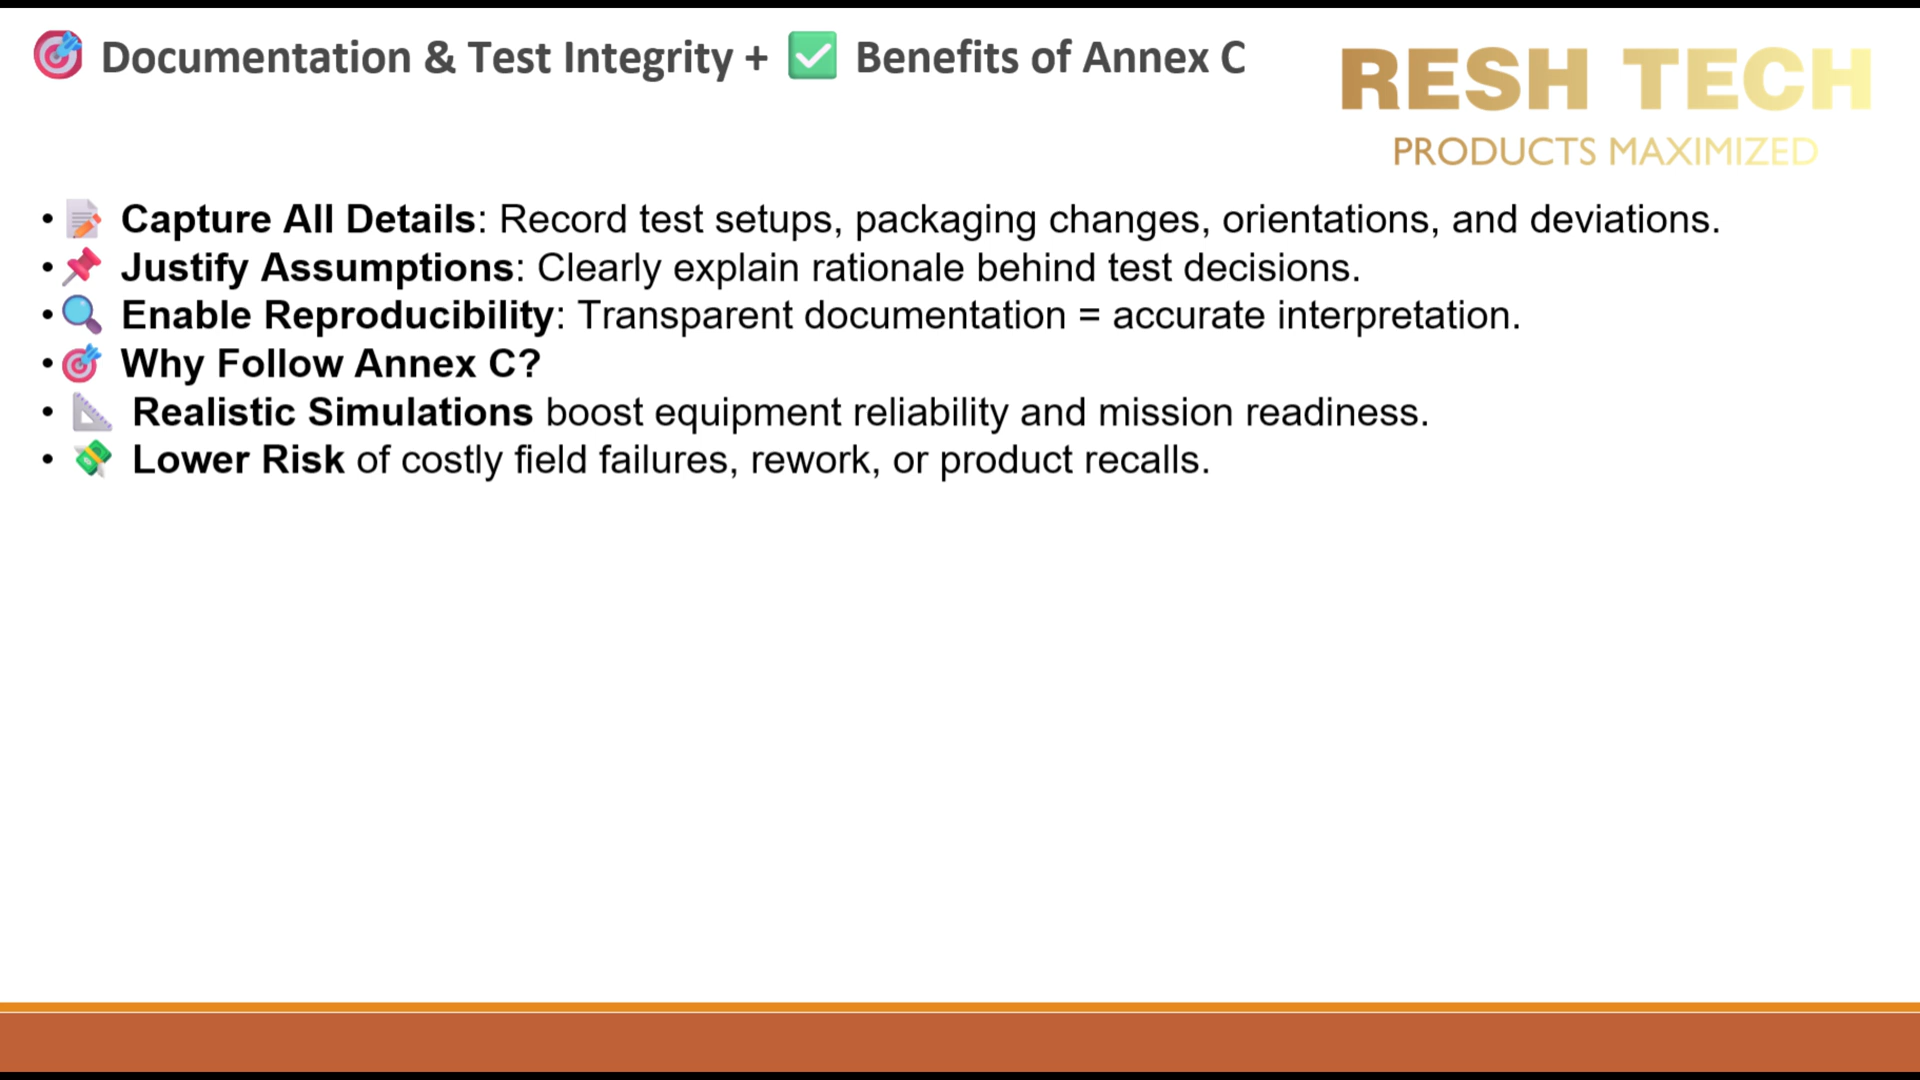 🎯 Documentation & Test Integrity + ✅ Benefits of Annex C
RESH TECH
PRODUCTS MAXIMIZED
• 📝 Capture All Details: Record test setups, packaging changes, orientations, and deviations.
• 📌 Justify Assumptions: Clearly explain rationale behind test decisions.
• 🔍 Enable Reproducibility: Transparent documentation = accurate interpretation.
• 🎯 Why Follow Annex C?
• 📐 Realistic Simulations boost equipment reliability and mission readiness.
• 💸 Lower Risk of costly field failures, rework, or product recalls.